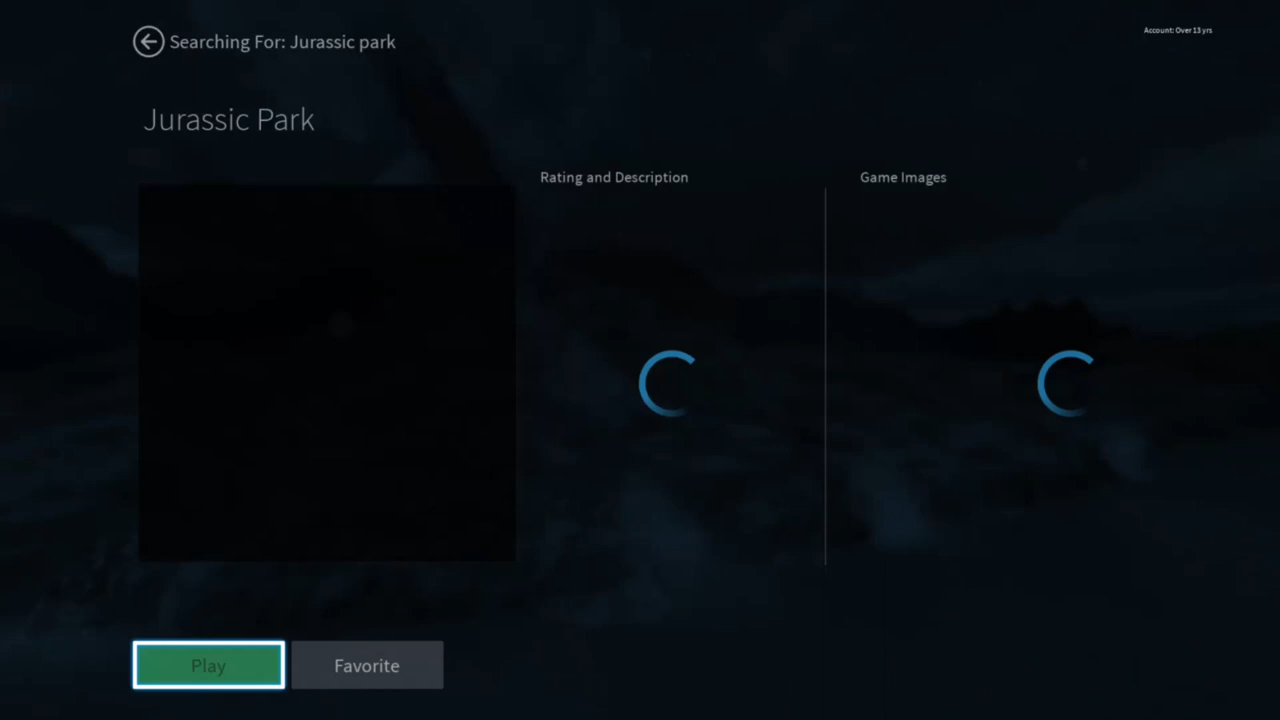 Searching For: Jurassic park
Account: Over 13 yrs
Jurassic Park
Rating and Description
Game Images
Play
Favorite